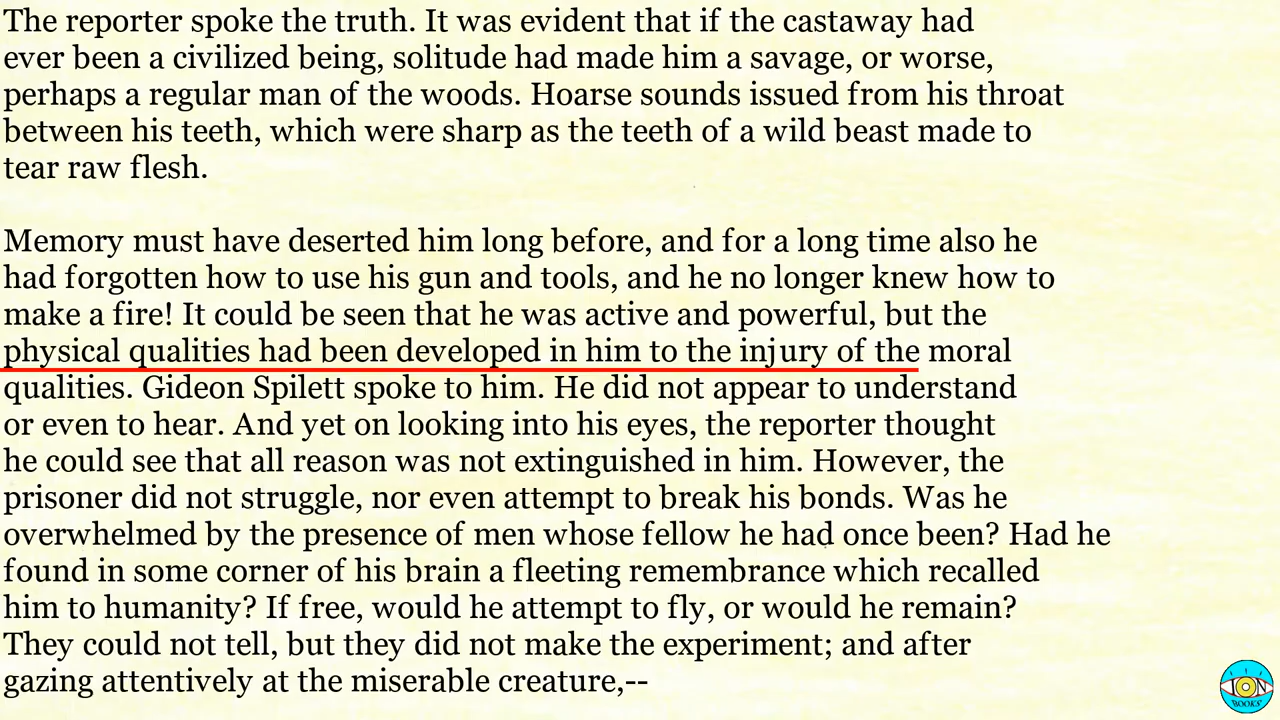 The reporter spoke the truth. It was evident that if the castaway had
ever been a civilized being, solitude had made him a savage, or worse,
perhaps a regular man of the woods. Hoarse sounds issued from his throat
between his teeth, which were sharp as the teeth of a wild beast made to
tear raw flesh.
Memory must have deserted him long before, and for a long time also he
had forgotten how to use his gun and tools, and he no longer knew how to
make a fire! It could be seen that he was active and powerful, but the
physical qualities had been developed in him to the injury of the moral
qualities. Gideon Spilett spoke to him. He did not appear to understand
or even to hear. And yet on looking into his eyes, the reporter thought
he could see that all reason was not extinguished in him. However, the
prisoner did not struggle, nor even attempt to break his bonds. Was he
overwhelmed by the presence of men whose fellow he had once been? Had he
found in some corner of his brain a fleeting remembrance which recalled
him to humanity? If free, would he attempt to fly, or would he remain?
They could not tell, but they did not make the experiment; and after
gazing attentively at the miserable creature,--
ION
BOOKS